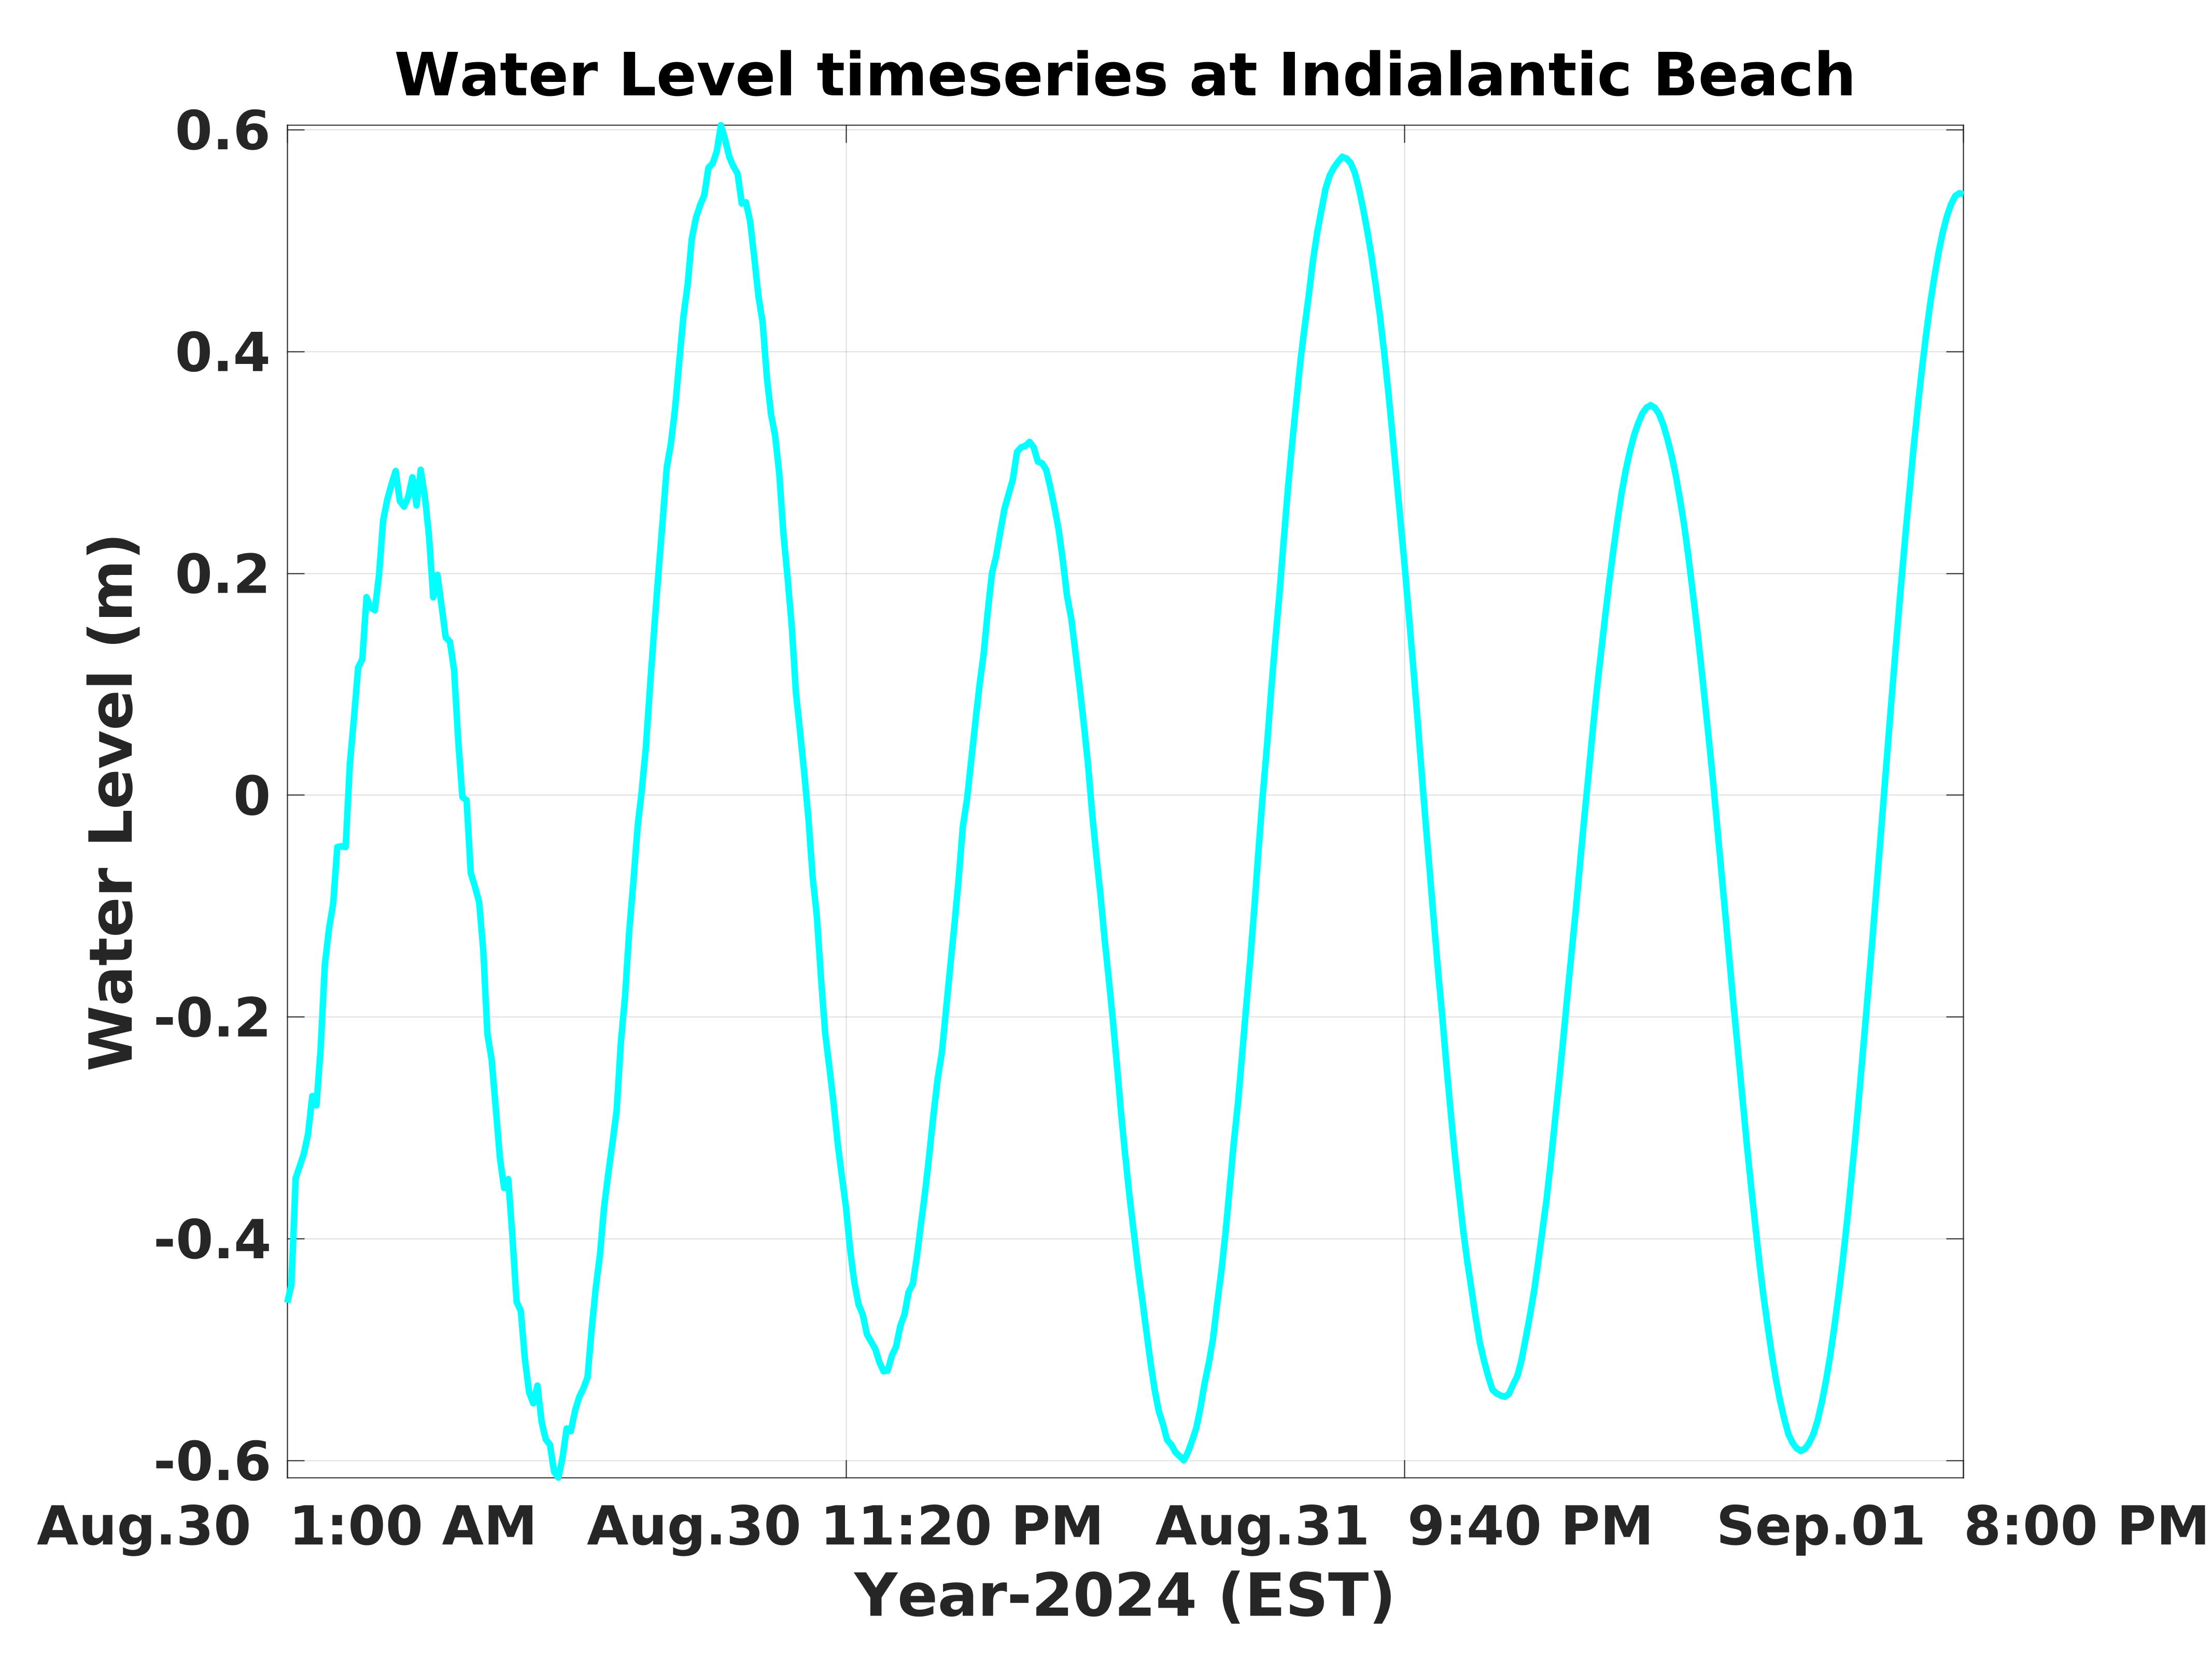 Water Level timeseries at Indialantic Beach
0.6
0.4
0.2
0
-0.2
-0.4
-0.6
Water Level (m)
Aug.30 1:00 AM Aug.30 11:20 PM Aug.31 9:40 PM Sep.01 8:00 PM
Year-2024 (EST)